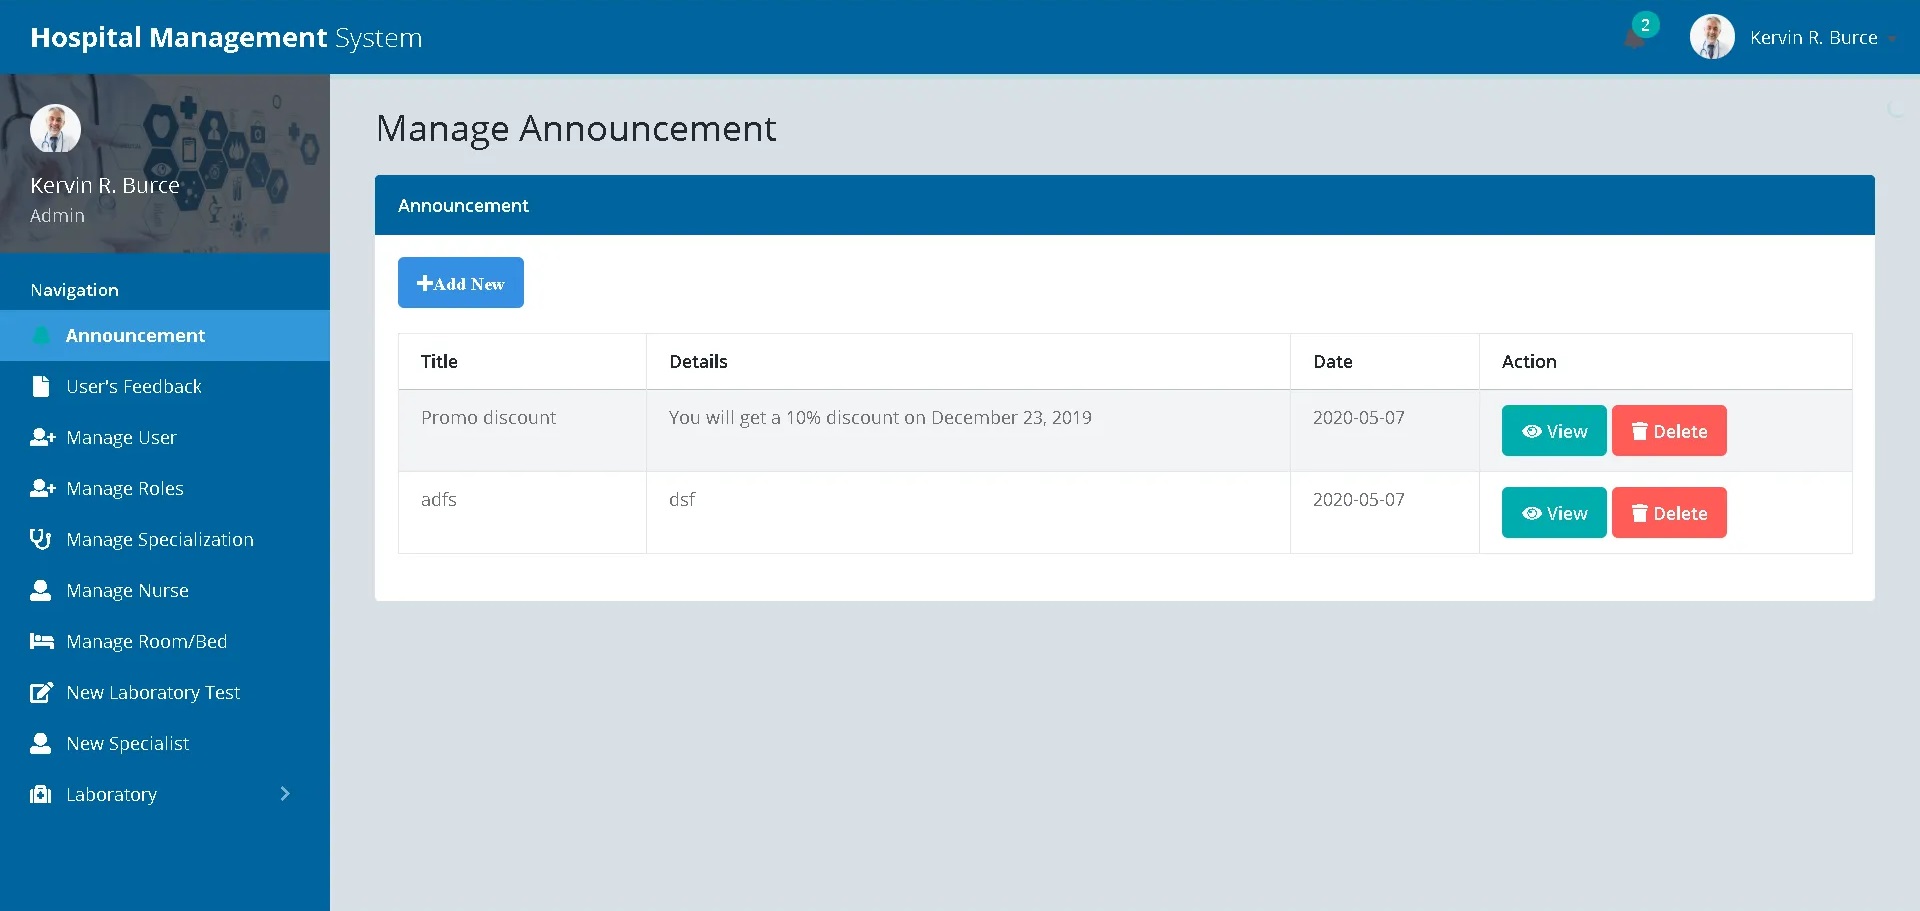 Hospital Management System
2
Kervin R. Burce
Kervin R. Burce
Admin
Navigation
Announcement
User's Feedback
Manage User
Manage Roles
Manage Specialization
Manage Nurse
Manage Room/Bed
New Laboratory Test
New Specialist
Laboratory
Manage Announcement
Announcement
Add New
Title Details Date Action
Promo discount You will get a 10% discount on December 23, 2019 2020-05-07 View Delete
adfs dsf 2020-05-07 View Delete